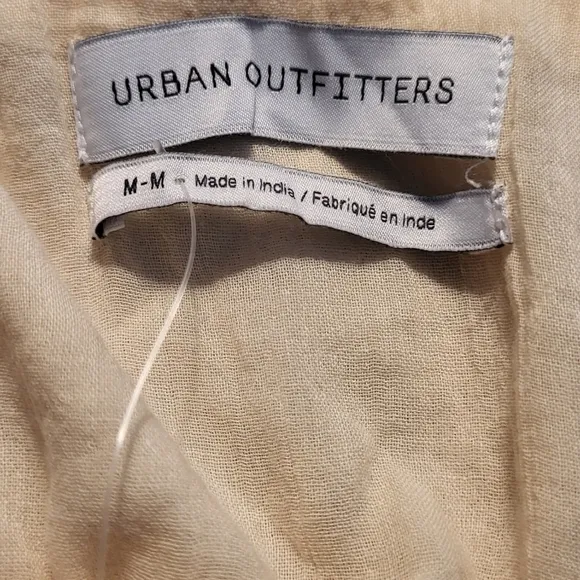 URBAN OUTFITTERS
M-M - Made in India / Fabriqué en Inde